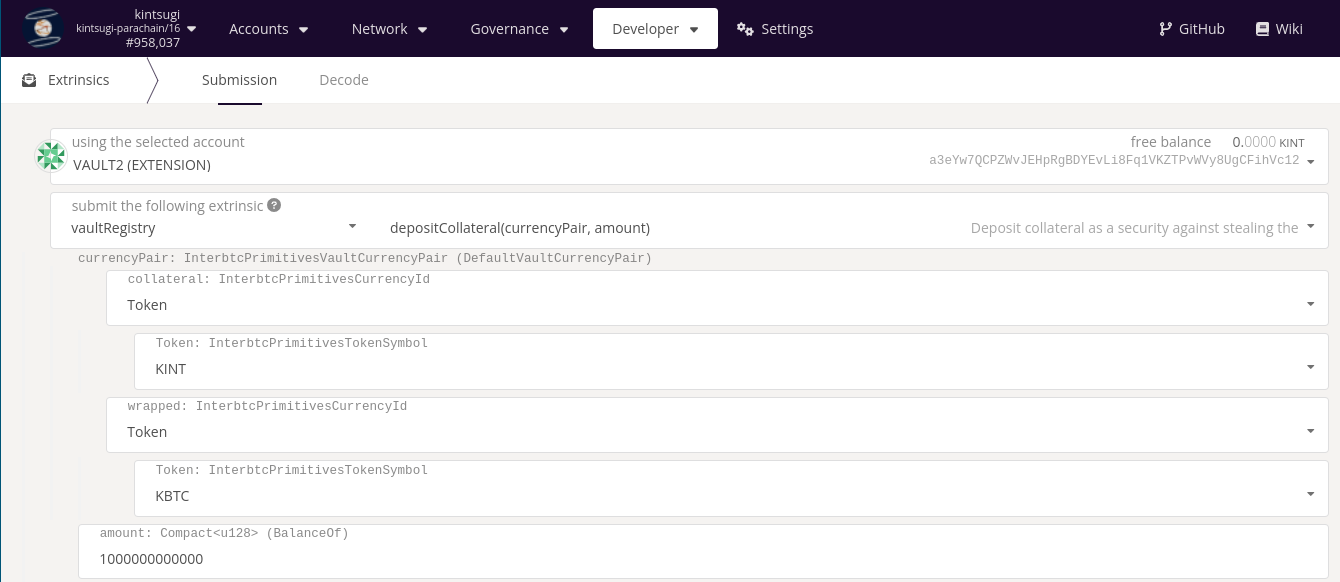 kintsugi
kintsugi-parachain/16
#958,037
Accounts
Network
Governance
Developer
Settings
GitHub
Wiki
Extrinsics
Submission
Decode
using the selected account
VAULT2 (EXTENSION)
free balance 0.0000 KINT
a3eYw7QCPZWvJEHpRgBDYEvLi8Fq1VKZTPvWVy8UgCFihVc12
submit the following extrinsic ?
vaultRegistry
depositCollateral(currencyPair, amount)
Deposit collateral as a security against stealing the
currencyPair: InterbtcPrimitivesVaultCurrencyPair (DefaultVaultCurrencyPair)
collateral: InterbtcPrimitivesCurrencyId
Token
Token: InterbtcPrimitivesTokenSymbol
KINT
wrapped: InterbtcPrimitivesCurrencyId
Token
Token: InterbtcPrimitivesTokenSymbol
KBTC
amount: Compact<u128> (BalanceOf)
1000000000000